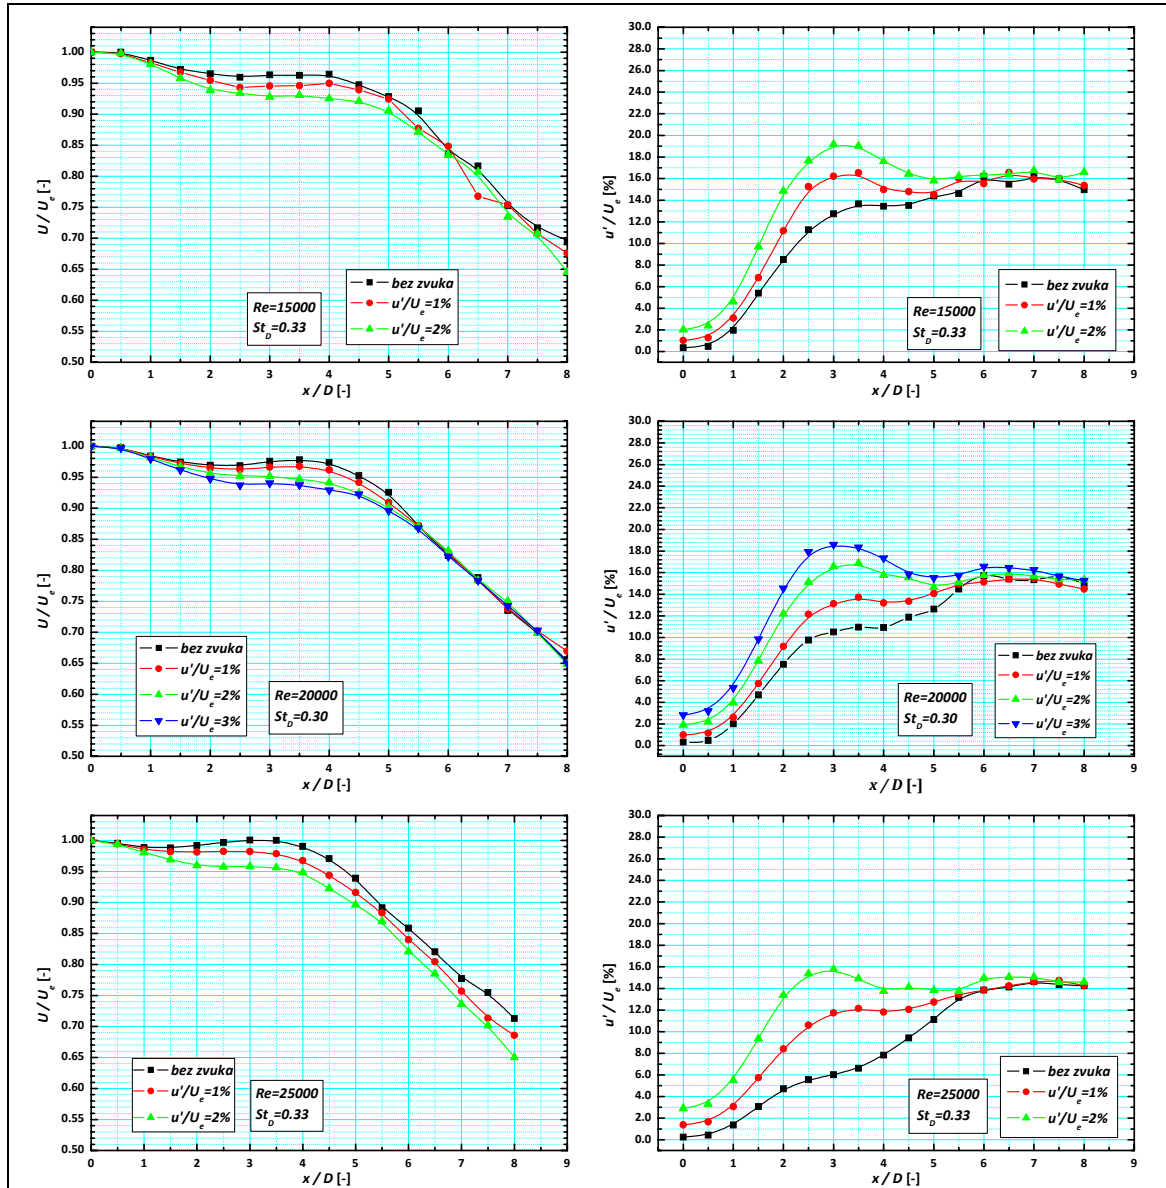 1.00
0.95
0.90
0.85
0.80
0.75
0.70
0.65
0.60
0.55
0.50
U / U_e [-]
bez zvuka
u'/U_e=1%
u'/U_e=2%
Re=15000
St_D=0.33
0 1 2 3 4 5 6 7 8
x / D [-]
30.0
28.0
26.0
24.0
22.0
20.0
18.0
16.0
14.0
12.0
10.0
8.0
6.0
4.0
2.0
0.0
u' / U_e [%]
bez zvuka
u'/U_e=1%
u'/U_e=2%
Re=15000
St_D=0.33
0 1 2 3 4 5 6 7 8 9
x / D [-]
1.00
0.95
0.90
0.85
0.80
0.75
0.70
0.65
0.60
0.55
0.50
U / U_e [-]
bez zvuka
u'/U_e=1%
u'/U_e=2%
u'/U_e=3%
Re=20000
St_D=0.30
0 1 2 3 4 5 6 7 8
x / D [-]
30.0
28.0
26.0
24.0
22.0
20.0
18.0
16.0
14.0
12.0
10.0
8.0
6.0
4.0
2.0
0.0
u' / U_e [%]
bez zvuka
u'/U_e=1%
u'/U_e=2%
u'/U_e=3%
Re=20000
St_D=0.30
0 1 2 3 4 5 6 7 8 9
x / D [-]
1.00
0.95
0.90
0.85
0.80
0.75
0.70
0.65
0.60
0.55
0.50
U / U_e [-]
bez zvuka
u'/U_e=1%
u'/U_e=2%
Re=25000
St_D=0.33
0 1 2 3 4 5 6 7 8 9
x / D [-]
30.0
28.0
26.0
24.0
22.0
20.0
18.0
16.0
14.0
12.0
10.0
8.0
6.0
4.0
2.0
0.0
u' / U_e [%]
bez zvuka
u'/U_e=1%
u'/U_e=2%
Re=25000
St_D=0.33
0 1 2 3 4 5 6 7 8 9
x / D [-]